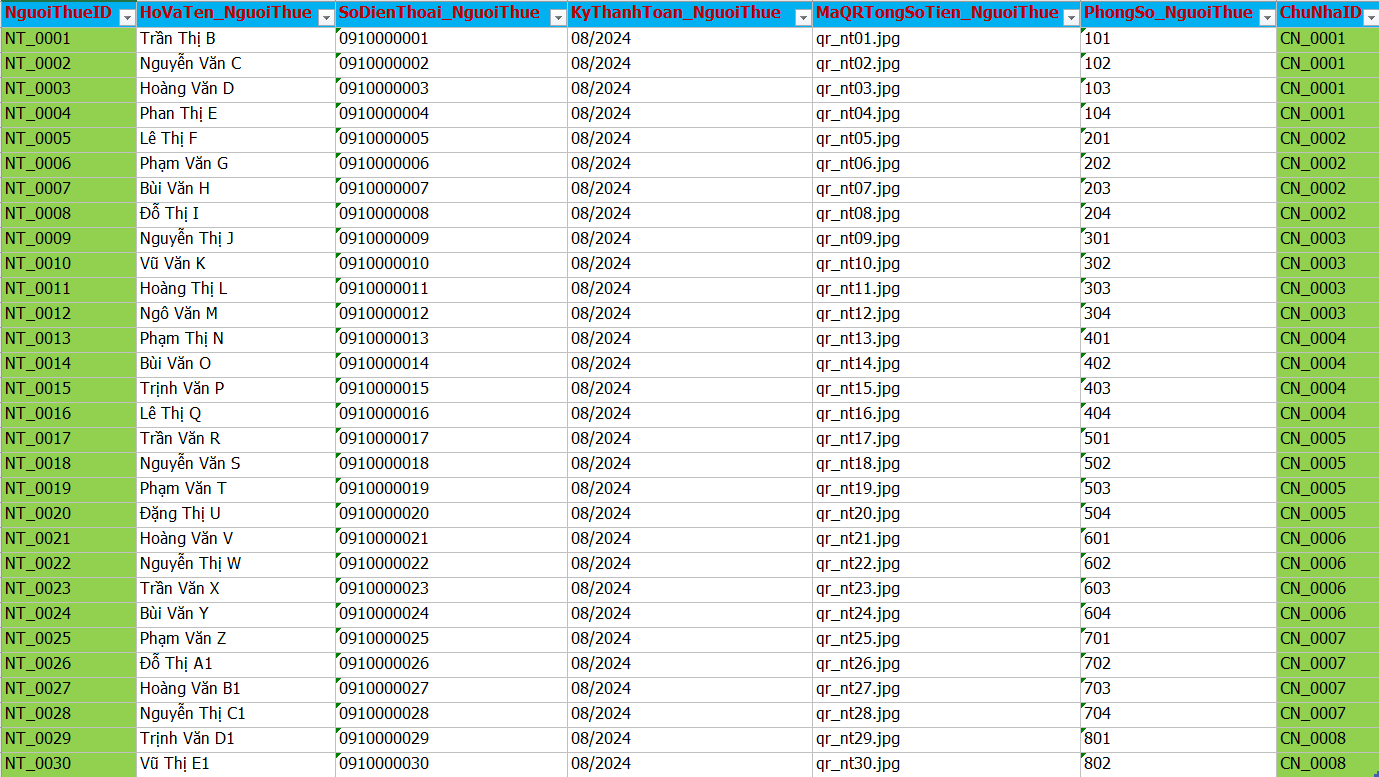 NguoiThueID HoVaTen_NguoiThue SoDienThoai_NguoiThue KyThanhToan_NguoiThue MaQRTongSoTien_NguoiThue PhongSo_NguoiThue ChuNhaID
NT_0001 Trần Thị B 0910000001 08/2024 qr_nt01.jpg 101 CN_0001
NT_0002 Nguyễn Văn C 0910000002 08/2024 qr_nt02.jpg 102 CN_0001
NT_0003 Hoàng Văn D 0910000003 08/2024 qr_nt03.jpg 103 CN_0001
NT_0004 Phan Thị E 0910000004 08/2024 qr_nt04.jpg 104 CN_0001
NT_0005 Lê Thị F 0910000005 08/2024 qr_nt05.jpg 201 CN_0002
NT_0006 Phạm Văn G 0910000006 08/2024 qr_nt06.jpg 202 CN_0002
NT_0007 Bùi Văn H 0910000007 08/2024 qr_nt07.jpg 203 CN_0002
NT_0008 Đỗ Thị I 0910000008 08/2024 qr_nt08.jpg 204 CN_0002
NT_0009 Nguyễn Thị J 0910000009 08/2024 qr_nt09.jpg 301 CN_0003
NT_0010 Vũ Văn K 0910000010 08/2024 qr_nt10.jpg 302 CN_0003
NT_0011 Hoàng Thị L 0910000011 08/2024 qr_nt11.jpg 303 CN_0003
NT_0012 Ngô Văn M 0910000012 08/2024 qr_nt12.jpg 304 CN_0003
NT_0013 Phạm Thị N 0910000013 08/2024 qr_nt13.jpg 401 CN_0004
NT_0014 Bùi Văn O 0910000014 08/2024 qr_nt14.jpg 402 CN_0004
NT_0015 Trịnh Văn P 0910000015 08/2024 qr_nt15.jpg 403 CN_0004
NT_0016 Lê Thị Q 0910000016 08/2024 qr_nt16.jpg 404 CN_0004
NT_0017 Trần Văn R 0910000017 08/2024 qr_nt17.jpg 501 CN_0005
NT_0018 Nguyễn Văn S 0910000018 08/2024 qr_nt18.jpg 502 CN_0005
NT_0019 Phạm Văn T 0910000019 08/2024 qr_nt19.jpg 503 CN_0005
NT_0020 Đặng Thị U 0910000020 08/2024 qr_nt20.jpg 504 CN_0005
NT_0021 Hoàng Văn V 0910000021 08/2024 qr_nt21.jpg 601 CN_0006
NT_0022 Nguyễn Thị W 0910000022 08/2024 qr_nt22.jpg 602 CN_0006
NT_0023 Trần Văn X 0910000023 08/2024 qr_nt23.jpg 603 CN_0006
NT_0024 Bùi Văn Y 0910000024 08/2024 qr_nt24.jpg 604 CN_0006
NT_0025 Phạm Văn Z 0910000025 08/2024 qr_nt25.jpg 701 CN_0007
NT_0026 Đỗ Thị A1 0910000026 08/2024 qr_nt26.jpg 702 CN_0007
NT_0027 Hoàng Văn B1 0910000027 08/2024 qr_nt27.jpg 703 CN_0007
NT_0028 Nguyễn Thị C1 0910000028 08/2024 qr_nt28.jpg 704 CN_0007
NT_0029 Trịnh Văn D1 0910000029 08/2024 qr_nt29.jpg 801 CN_0008
NT_0030 Vũ Thị E1 0910000030 08/2024 qr_nt30.jpg 802 CN_0008